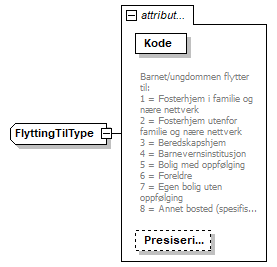 attribut...
Kode
Barnet/ungdommen flytter
til:
1 = Fosterhjem i familie og
nære nettverk
2 = Fosterhjem utenfor
familie og nære nettverk
3 = Beredskapshjem
4 = Barnevernsinstitusjon
5 = Bolig med oppfølging
6 = Foreldre
7 = Egen bolig uten
oppfølging
8 = Annet bosted (spesifis...
FlyttingTilType
Presiseri...